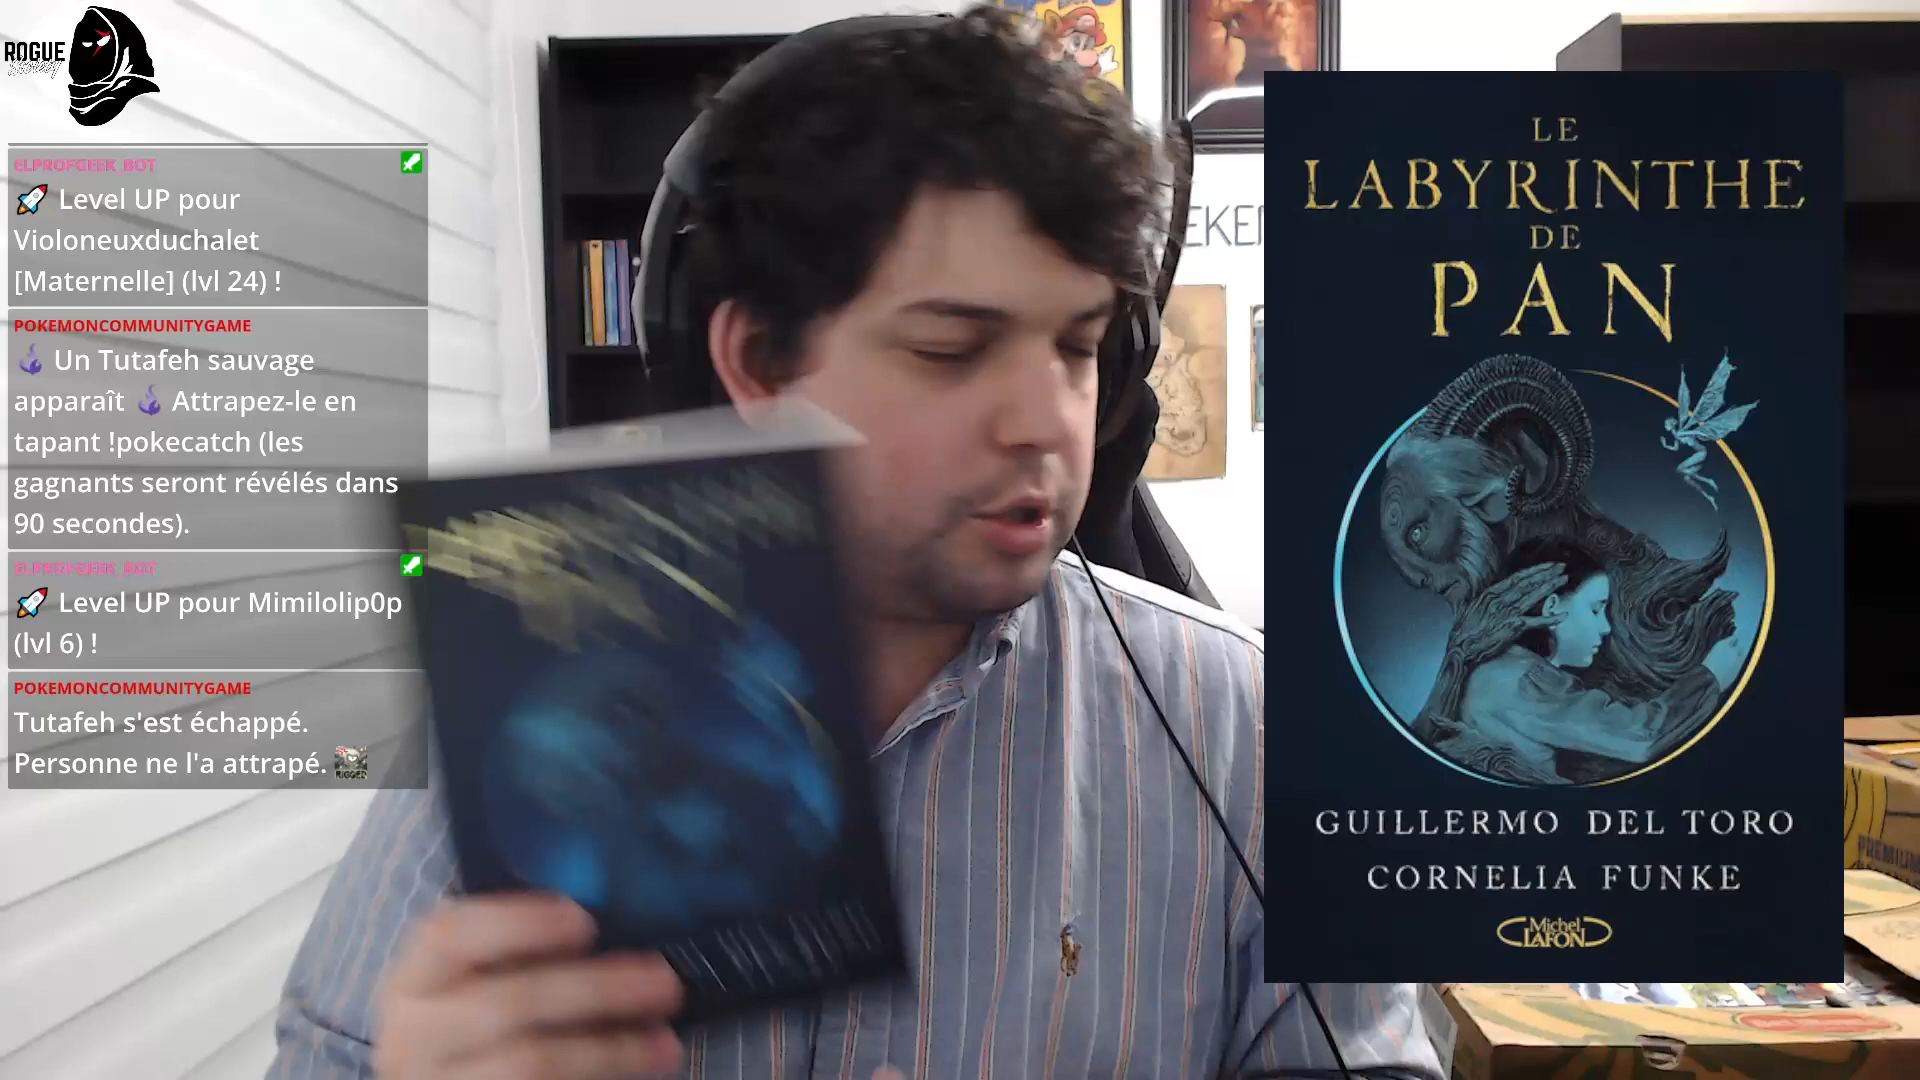 ROGUE
ELPROFGEEK_BOT
Level UP pour
Violoneuxduchalet
[Maternelle] (lvl 24) !
POKEMONCOMMUNITYGAME
Un Tutafeh sauvage
apparaît Attrapez-le en
tapant !pokecatch (les
gagnants seront révélés dans
90 secondes).
ELPROFGEEK_BOT
Level UP pour Mimilolip0p
(lvl 6) !
POKEMONCOMMUNITYGAME
Tutafeh s'est échappé.
Personne ne l'a attrapé.
RIGGED
LE
LABYRINTHE
DE
PAN
GUILLERMO DEL TORO
CORNELIA FUNKE
Michel
LAFON